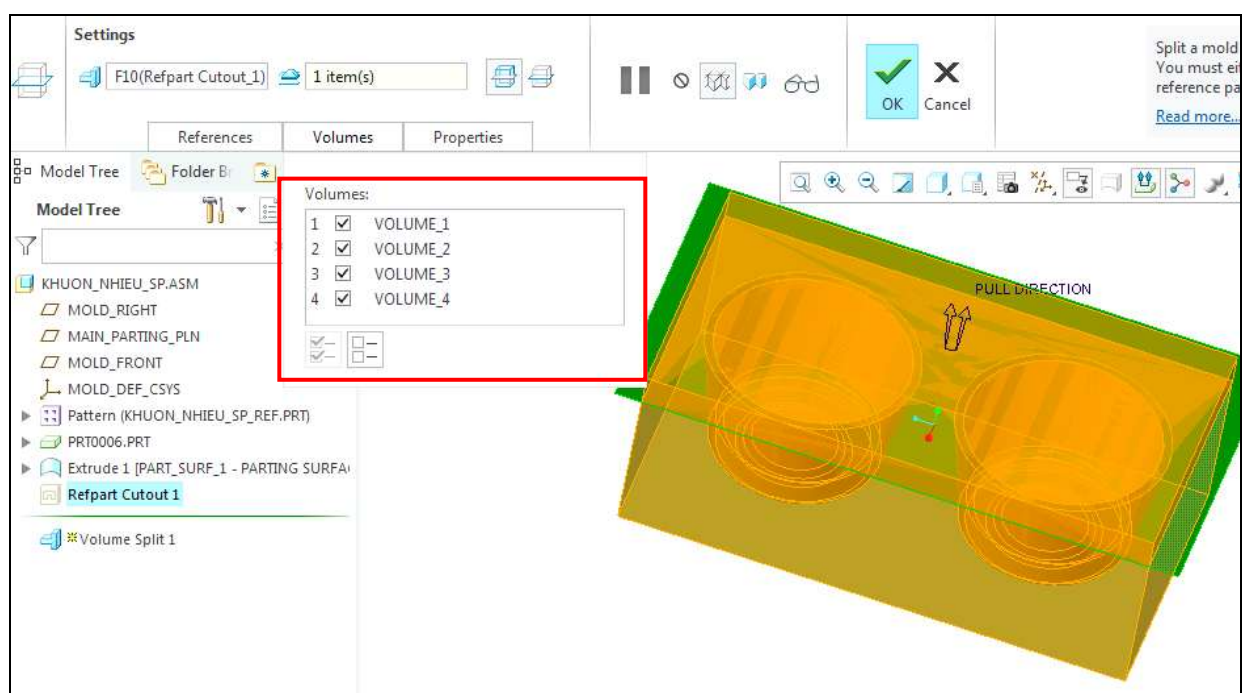 Settings
F10(Refpart Cutout_1) 1 item(s)
OK Cancel
Split a mold
You must ei
reference pa
Read more...
References Volumes Properties
Model Tree Folder Br
Model Tree
Volumes:
1 VOLUME_1
2 VOLUME_2
3 VOLUME_3
4 VOLUME_4
KHUON_NHIEU_SP.ASM
MOLD_RIGHT
MAIN_PARTING_PLN
MOLD_FRONT
MOLD_DEF_CSYS
Pattern (KHUON_NHIEU_SP_REF.PRT)
PRT0006.PRT
Extrude 1 [PART_SURF_1 - PARTING SURFA
Refpart Cutout 1
Volume Split 1
PULL DIRECTION